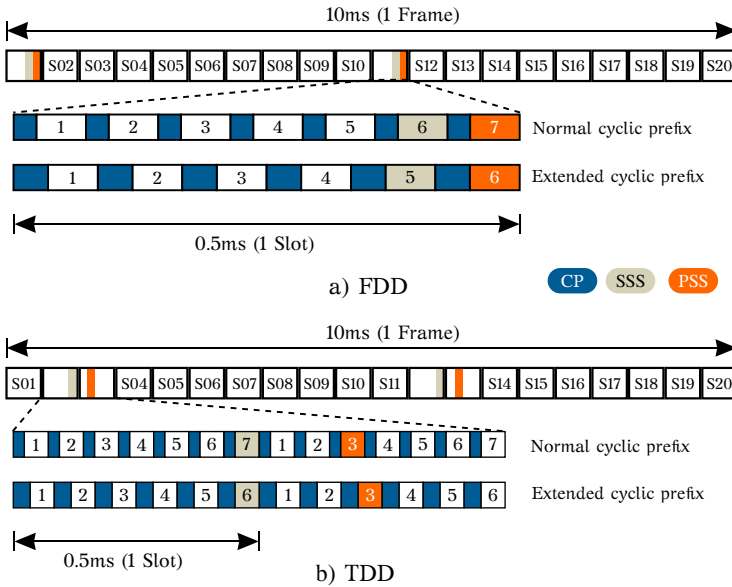 10ms (1 Frame)
S02 S03 S04 S05 S06 S07 S08 S09 S10 S12 S13 S14 S15 S16 S17 S18 S19 S20
1 2 3 4 5 6 7 Normal cyclic prefix
1 2 3 4 5 6 Extended cyclic prefix
0.5ms (1 Slot)
a) FDD
CP SSS PSS
10ms (1 Frame)
S01 S04 S05 S06 S07 S08 S09 S10 S11 S14 S15 S16 S17 S18 S19 S20
1 2 3 4 5 6 7 1 2 3 4 5 6 7 Normal cyclic prefix
1 2 3 4 5 6 1 2 3 4 5 6 Extended cyclic prefix
0.5ms (1 Slot)
b) TDD